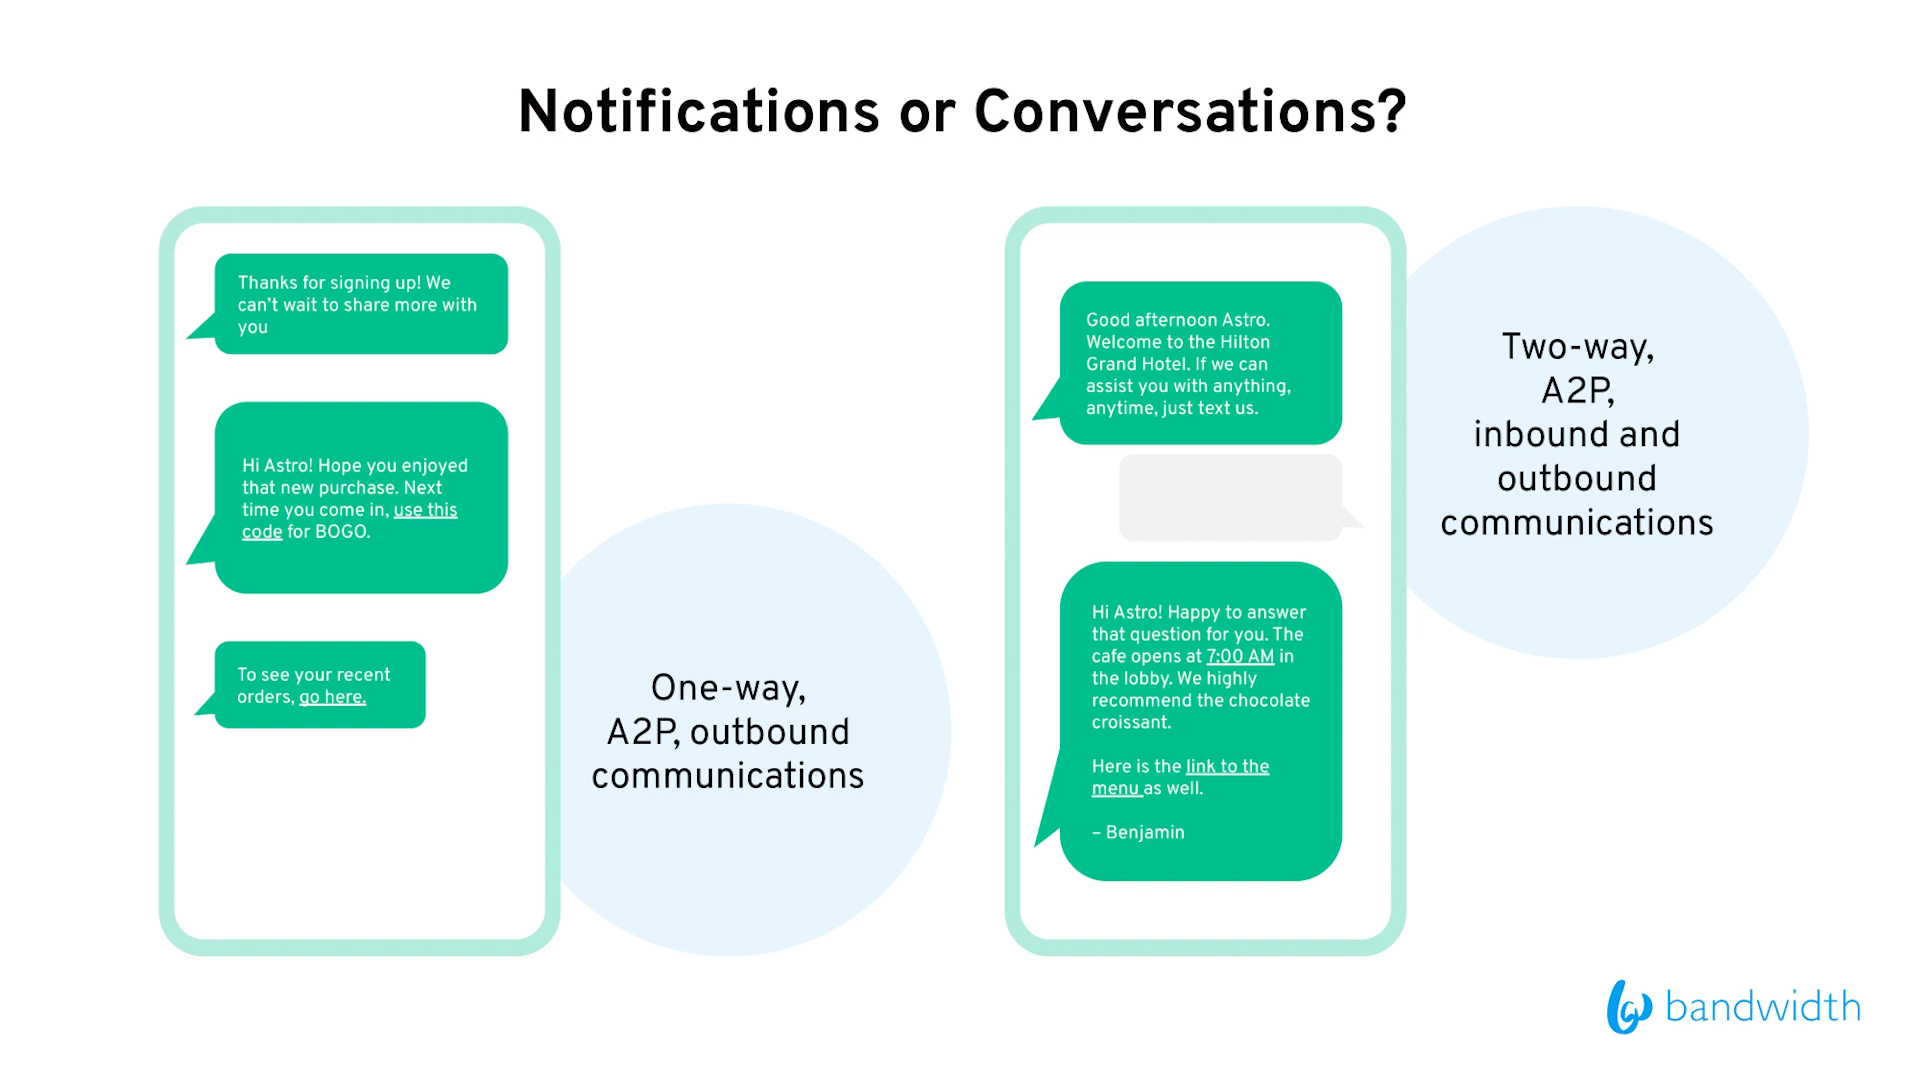 Notifications or Conversations?
Thanks for signing up! We
can't wait to share more with
you
Hi Astro! Hope you enjoyed
that new purchase. Next
time you come in, use this
code for BOGO.
To see your recent
orders, go here.
One-way,
A2P, outbound
communications
Good afternoon Astro.
Welcome to the Hilton
Grand Hotel. If we can
assist you with anything,
anytime, just text us.
Hi Astro! Happy to answer
that question for you. The
cafe opens at 7:00 AM in
the lobby. We highly
recommend the chocolate
croissant.
Here is the link to the
menu as well.
– Benjamin
Two-way,
A2P,
inbound and
outbound
communications
bandwidth